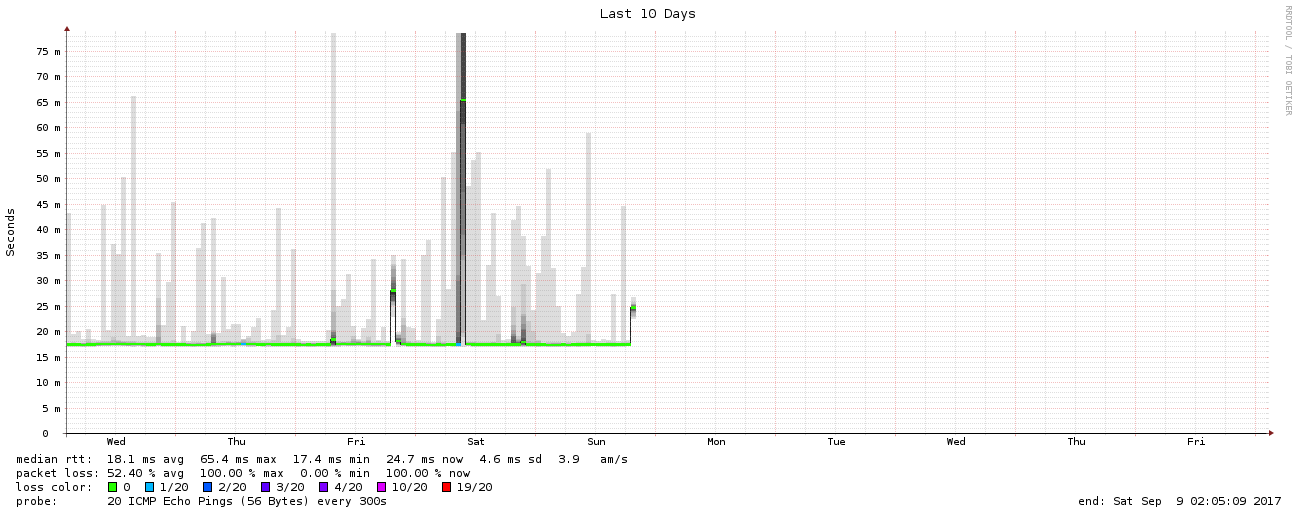 Last 10 Days
RRDTOOL / TOBI OETIKER
Seconds
75 m
70 m
65 m
60 m
55 m
50 m
45 m
40 m
35 m
30 m
25 m
20 m
15 m
10 m
5 m
0
Wed Thu Fri Sat Sun Mon Tue Wed Thu Fri
median rtt: 18.1 ms avg 65.4 ms max 17.4 ms min 24.7 ms now 4.6 ms sd 3.9 am/s
packet loss: 52.40 % avg 100.00 % max 0.00 % min 100.00 % now
loss color: 0 1/20 2/20 3/20 4/20 10/20 19/20
probe: 20 ICMP Echo Pings (56 Bytes) every 300s end: Sat Sep 9 02:05:09 2017